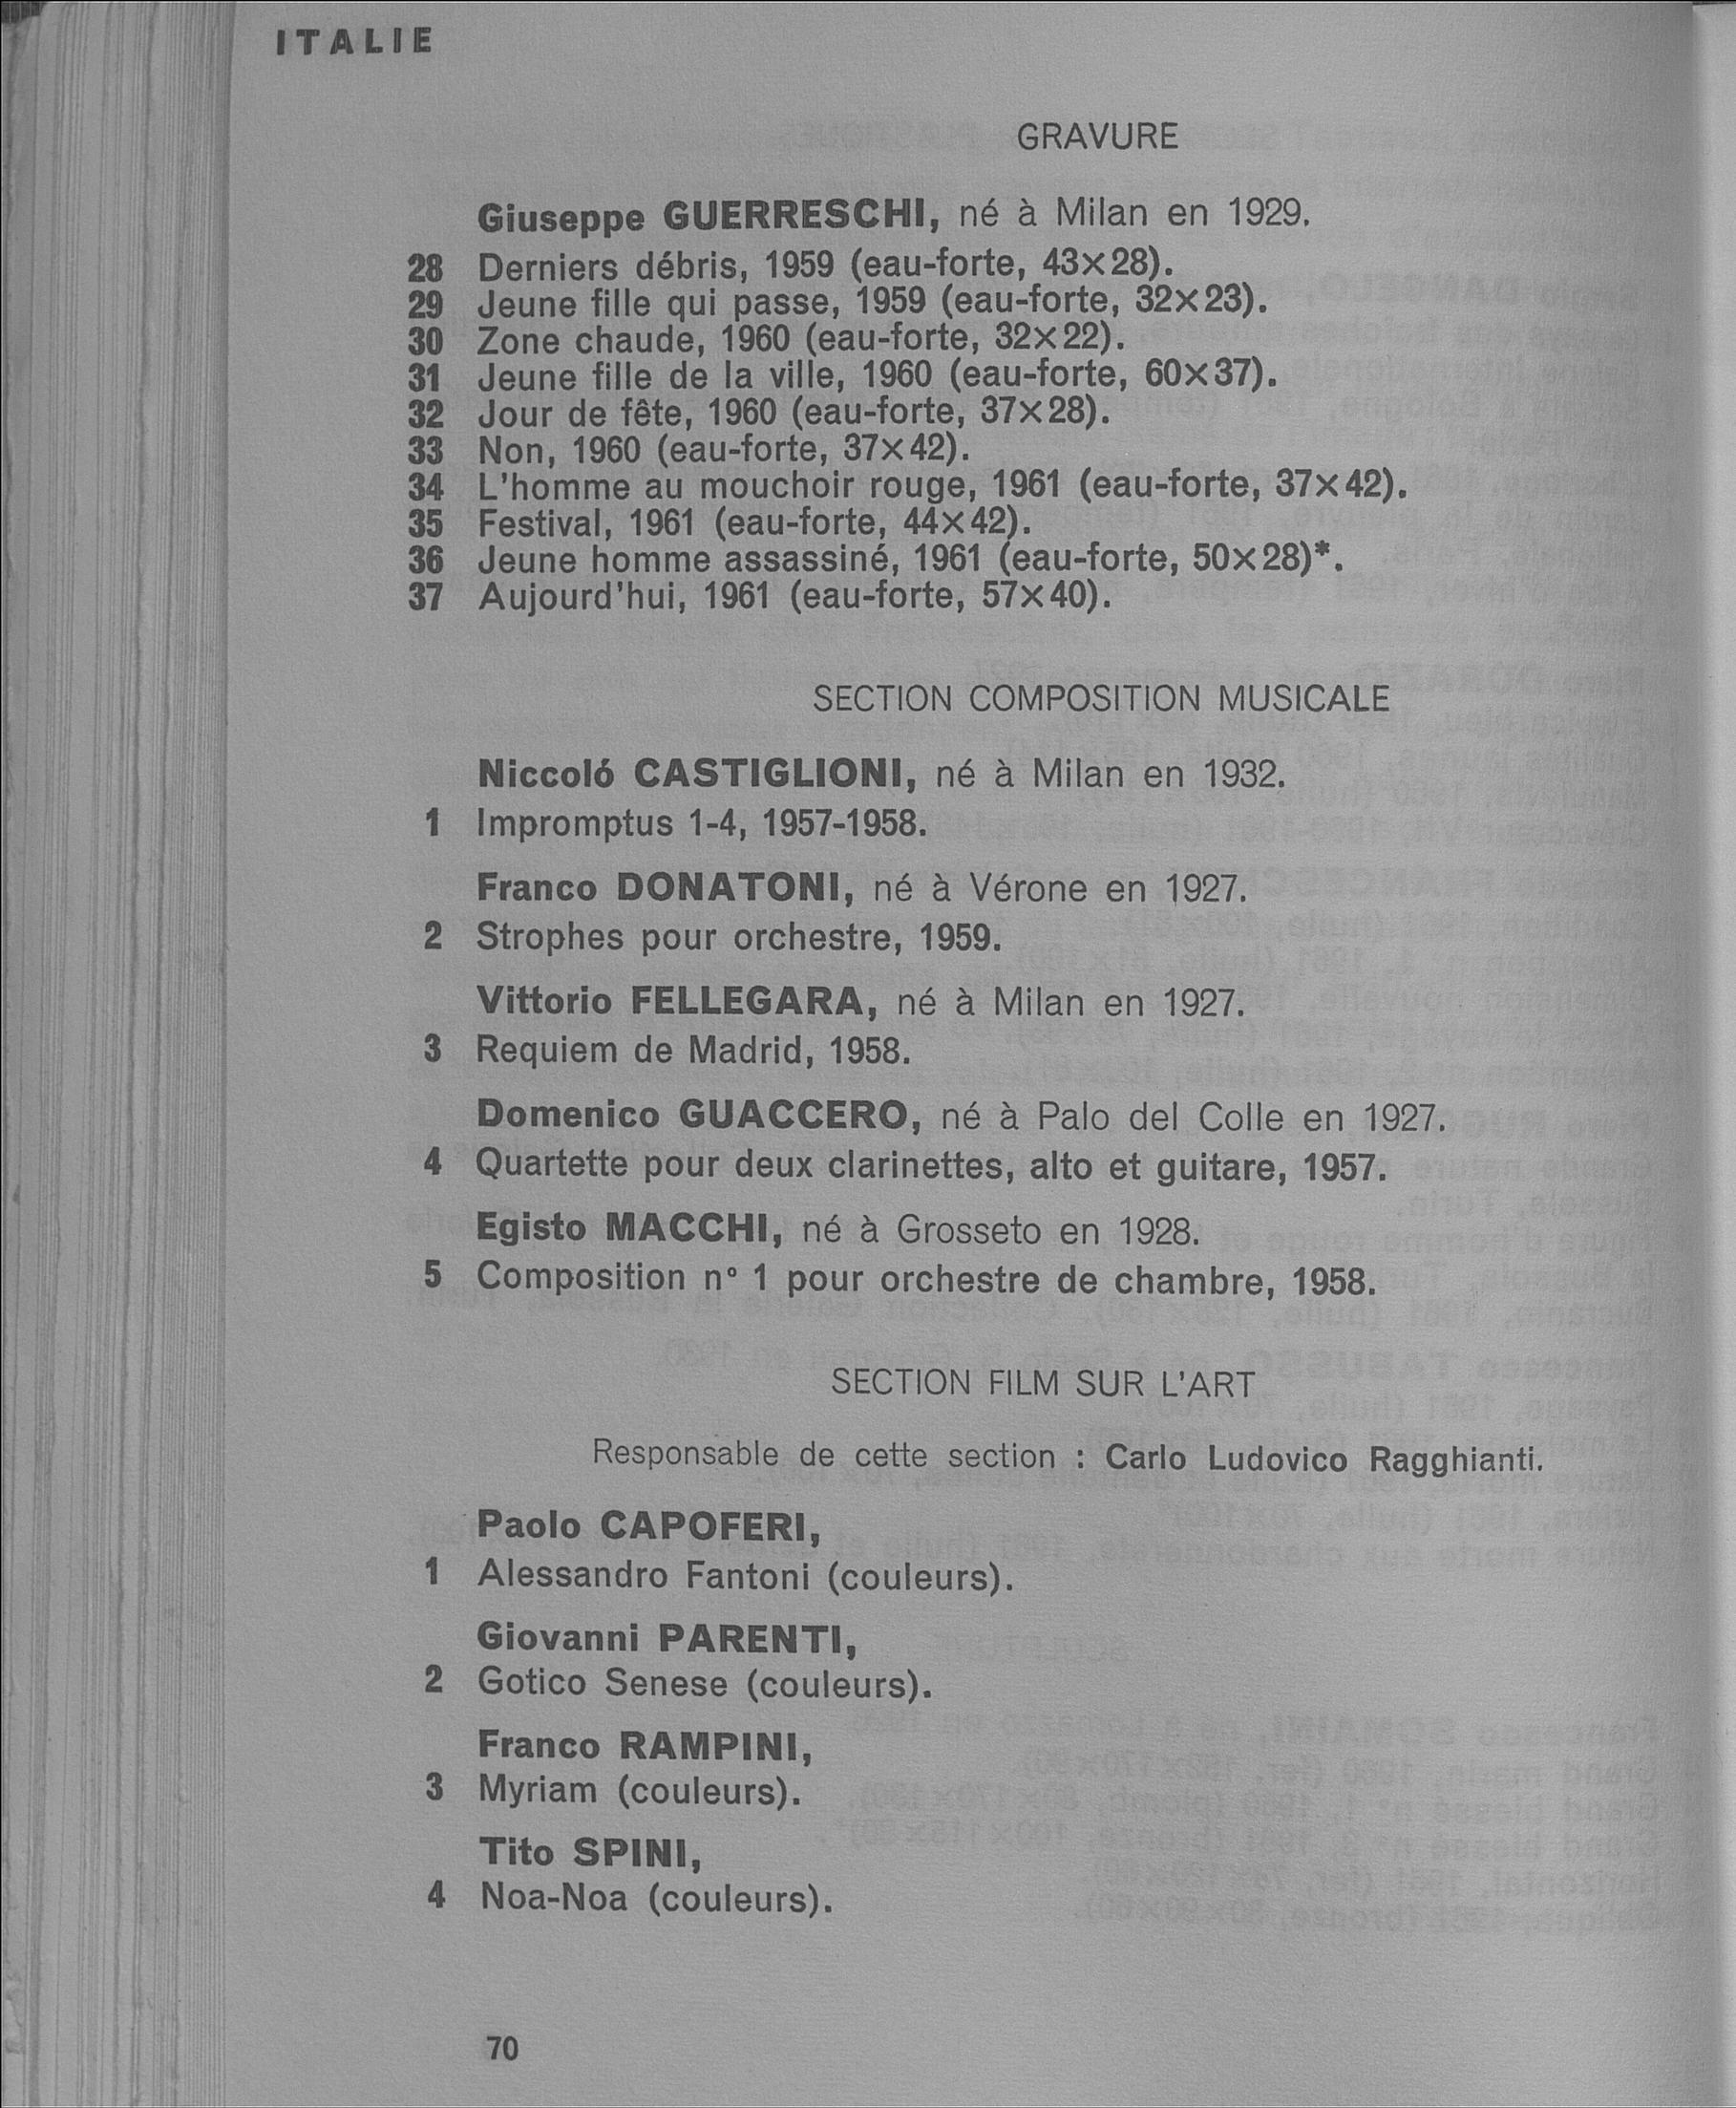 ITALIE
GRAVURE
Giuseppe GUERRESCHI, né à Milan en 1929.
28 Derniers débris, 1959 (eau-forte, 43×28).
29 Jeune fille qui passe, 1959 (eau-forte, 32×23).
30 Zone chaude, 1960 (eau-forte, 32×22).
31 Jeune fille de la ville, 1960 (eau-forte, 60×37).
32 Jour de fête, 1960 (eau-forte, 37×28).
33 Non, 1960 (eau-forte, 37×42).
34 L'homme au mouchoir rouge, 1961 (eau-forte, 37×42).
35 Festival, 1961 (eau-forte, 44×42).
36 Jeune homme assassiné, 1961 (eau-forte, 50×28)*.
37 Aujourd'hui, 1961 (eau-forte, 57×40).
SECTION COMPOSITION MUSICALE
Niccoló CASTIGLIONI, né à Milan en 1932.
1 Impromptus 1-4, 1957-1958.
Franco DONATONI, né à Vérone en 1927.
2 Strophes pour orchestre, 1959.
Vittorio FELLEGARA, né à Milan en 1927.
3 Requiem de Madrid, 1958.
Domenico GUACCERO, né à Palo del Colle en 1927.
4 Quartette pour deux clarinettes, alto et guitare, 1957.
Egisto MACCHI, né à Grosseto en 1928.
5 Composition n° 1 pour orchestre de chambre, 1958.
SECTION FILM SUR L'ART
Responsable de cette section : Carlo Ludovico Ragghianti.
Paolo CAPOFERI,
1 Alessandro Fantoni (couleurs).
Giovanni PARENTI,
2 Gotico Senese (couleurs).
Franco RAMPINI,
3 Myriam (couleurs).
Tito SPINI,
4 Noa-Noa (couleurs).
70